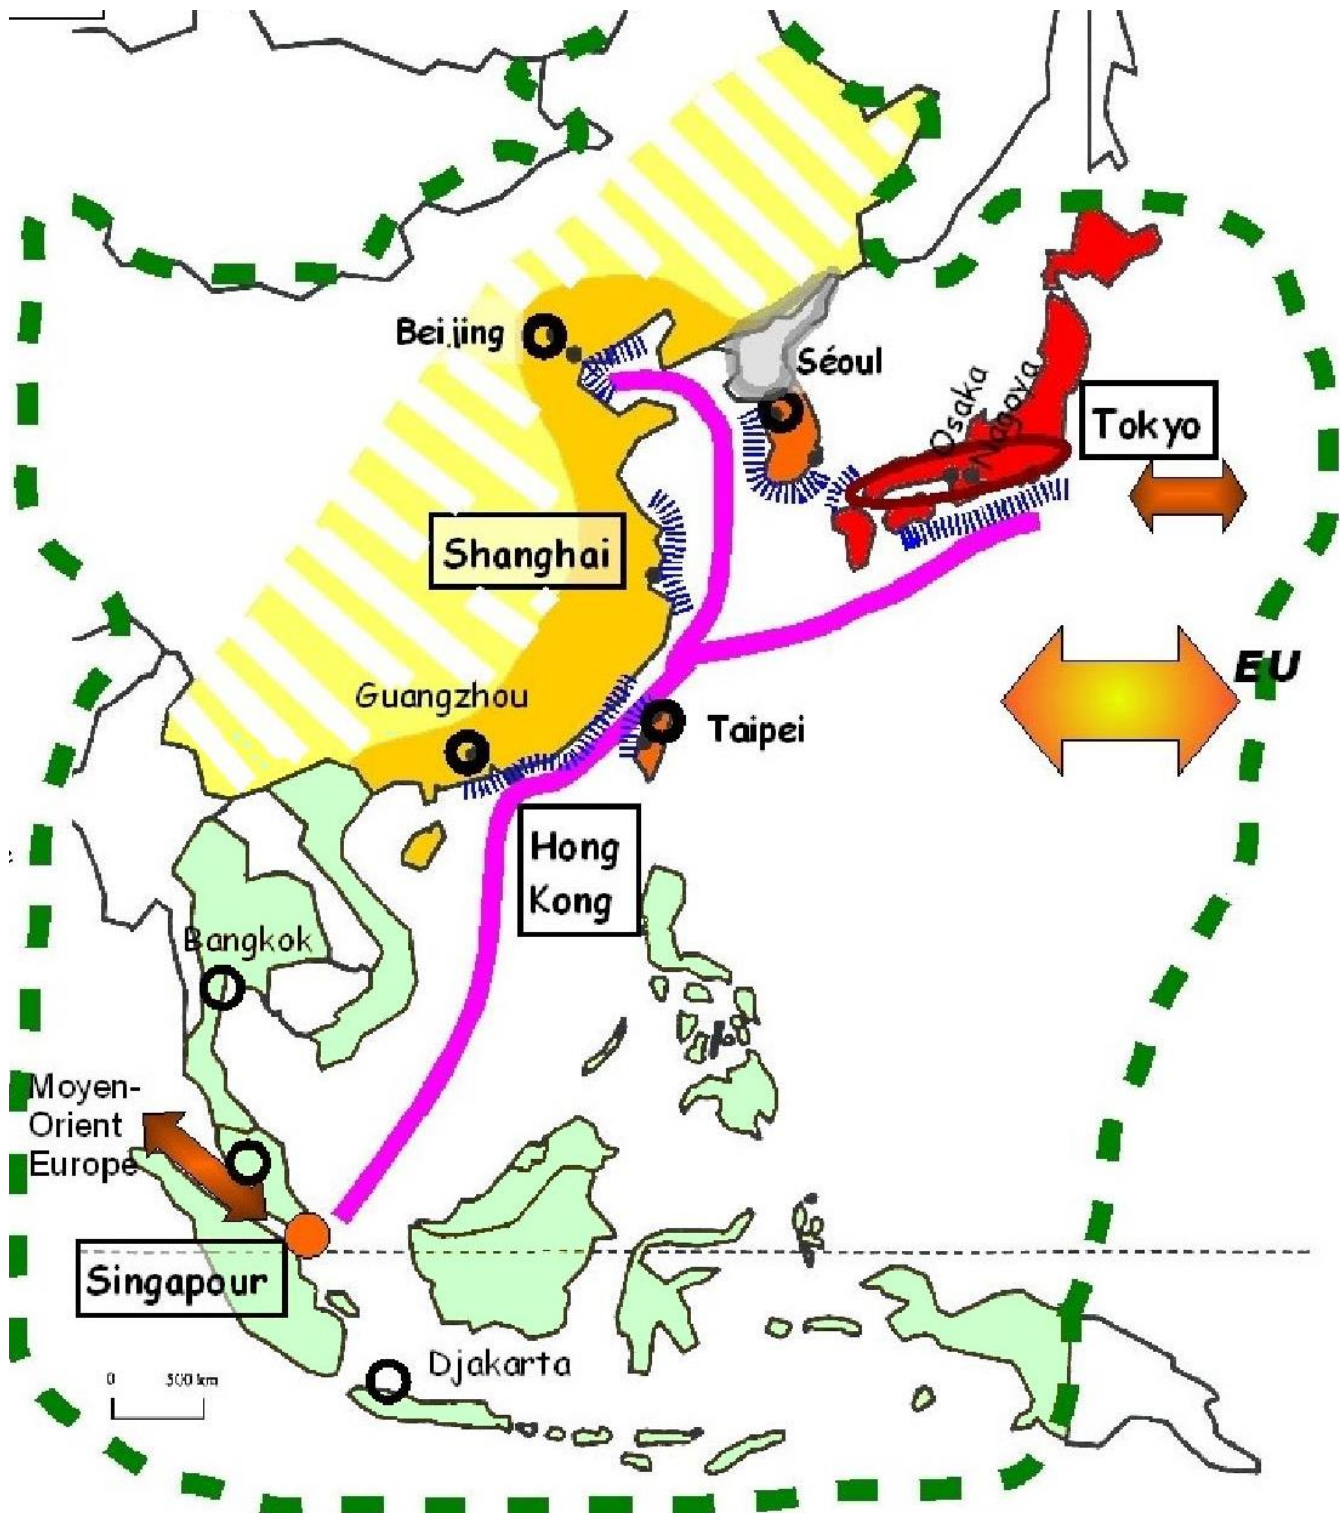 Beijing
Séoul
Osaka
Nagoya
Tokyo
Shanghai
EU
Guangzhou
Taipei
Hong
Kong
Bangkok
Moyen-
Orient
Europe
Singapour
Djakarta
0 500 km